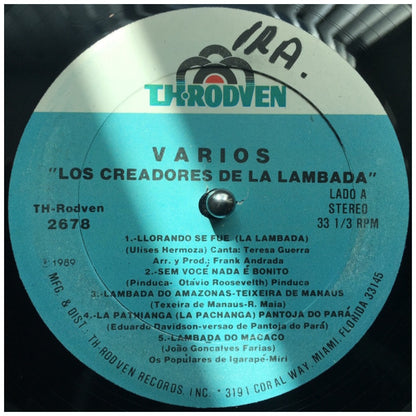 IRA.
TH-RODVEN
VARIOS
"LOS CREADORES DE LA LAMBADA"
TH-Rodven
2678
LADO A
STEREO
33 1/3 RPM
℗ 1989
1.-LLORANDO SE FUE (LA LAMBADA)
(Ulises Hermoza) Canta: Teresa Guerra
Arr. y Prod.: Frank Andrada
2.-SEM VOCE NADA E BONITO
(Pinduca- Otávio Roosevelth) Pinduca
3.-LAMBADA DO AMAZONAS-TEIXEIRA DE MANAUS
(Texeira de Manaus-R. Maia)
4.-LA PATNIANGA (LA PACHANGA) PANTOJA DO PARÁ
(Eduardo Davidson-versao de Pantoja do Pará)
5.-LAMBADA DO MACACO
(João Goncalves Farias)
Os Populares de Igarapé-Miri
MFG. & DIST. TH-RODVEN RECORDS, INC. • 3191 CORAL WAY, MIAMI, FLORIDA 33145